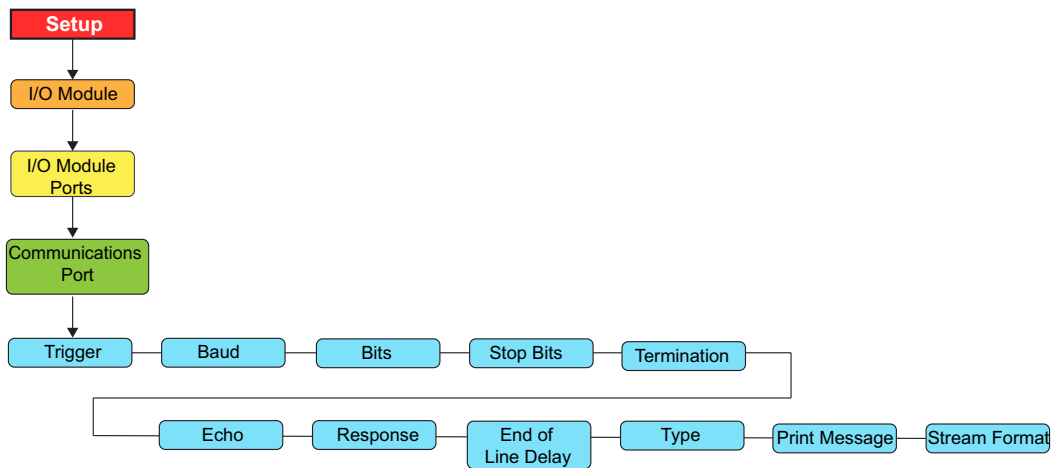 Setup
I/O Module
I/O Module
Ports
Communications
Port
Trigger
Baud
Bits
Stop Bits
Termination
Echo
Response
End of
Line Delay
Type
Print Message
Stream Format